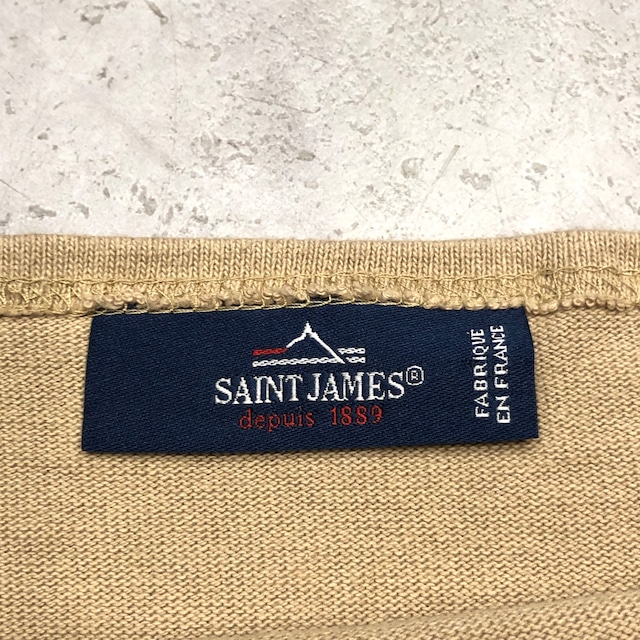 SAINT JAMES®
depuis 1889
FABRIQUE
EN FRANCE